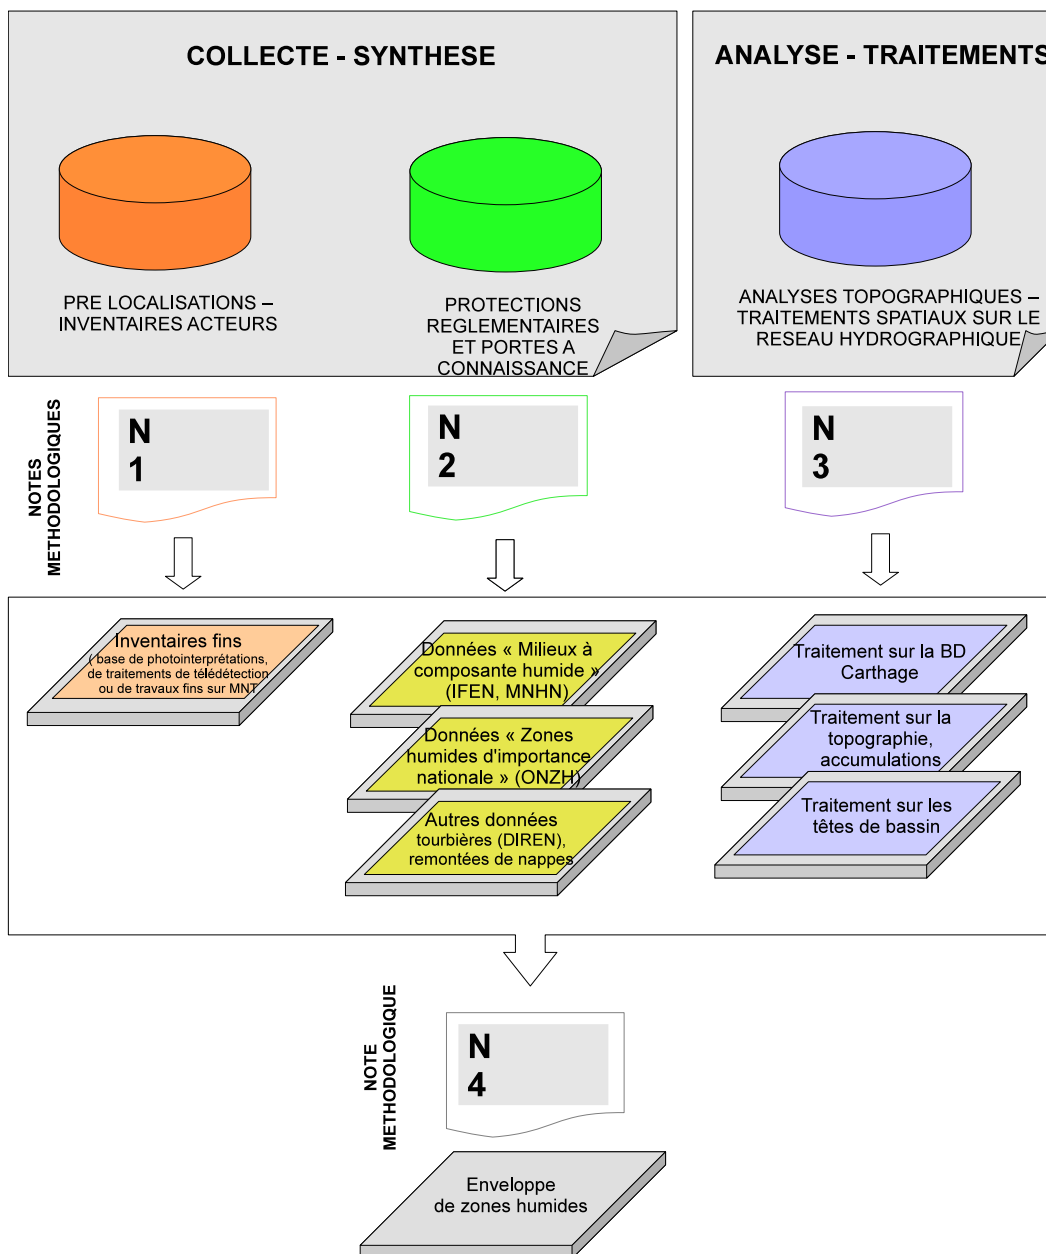 COLLECTE - SYNTHESE
ANALYSE - TRAITEMENTS
PRE LOCALISATIONS –
INVENTAIRES ACTEURS
PROTECTIONS
REGLEMENTAIRES
ET PORTES A
CONNAISSANCE
ANALYSES TOPOGRAPHIQUES –
TRAITEMENTS SPATIAUX SUR LE
RESEAU HYDROGRAPHIQUE
NOTES
METHODOLOGIQUES
N
1
N
2
N
3
Inventaires fins
( base de photointerprétations,
de traitements de télédétection
ou de travaux fins sur MNT
Données « Milieux à
composante humide »
(IFEN, MNHN)
Données « Zones
humides d'importance
nationale » (ONZH)
Autres données
tourbières (DIREN),
remontées de nappes
Traitement sur la BD
Carthage
Traitement sur la
topographie,
accumulations
Traitement sur les
têtes de bassin
NOTE
METHODOLOGIQUE
N
4
Enveloppe
de zones humides